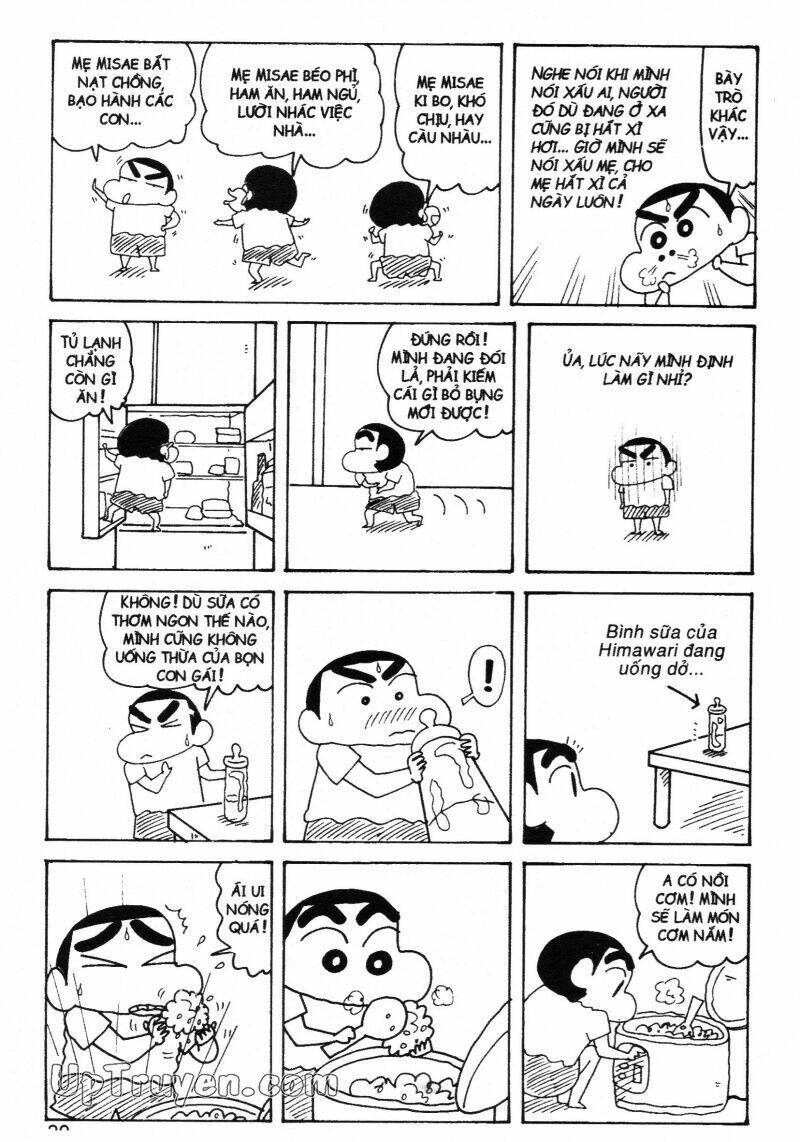 BÀY
TRÒ
KHÁC
VẬY...
NGHE NÓI KHI MÌNH
NÓI XẤU AI, NGƯỜI
ĐÓ DÙ ĐANG Ở XA
CŨNG BỊ HẮT XÌ
HƠI... GIỜ MÌNH SẼ
NÓI XẤU MẸ, CHO
MẸ HẮT XÌ CẢ
NGÀY LUÔN!
MẸ MISAE
KI BO, KHÓ
CHỊU, HAY
CÀU NHÀU...
MẸ MISAE BÉO PHÌ,
HAM ĂN, HAM NGỦ,
LƯỜI NHÁC VIỆC
NHÀ...
MẸ MISAE BẮT
NẠT CHỒNG,
BẠO HÀNH CÁC
CON...
ỦA, LÚC NÃY MÌNH ĐỊNH
LÀM GÌ NHỈ?
ĐÚNG RỒI!
MÌNH ĐANG ĐÓI
LẢ, PHẢI KIẾM
CÁI GÌ BỎ BỤNG
MỚI ĐƯỢC!
TỦ LẠNH
CHẲNG
CÒN GÌ
ĂN!
Bình sữa của
Himawari đang
uống dở...
!
KHÔNG! DÙ SỮA CÓ
THƠM NGON THẾ NÀO,
MÌNH CŨNG KHÔNG
UỐNG THỪA CỦA BỌN
CON GÁI!
A CÓ NỒI
CƠM! MÌNH
SẼ LÀM MÓN
CƠM NẮM!
ÁI UI
NÓNG
QUÁ!
UpTruyen.com